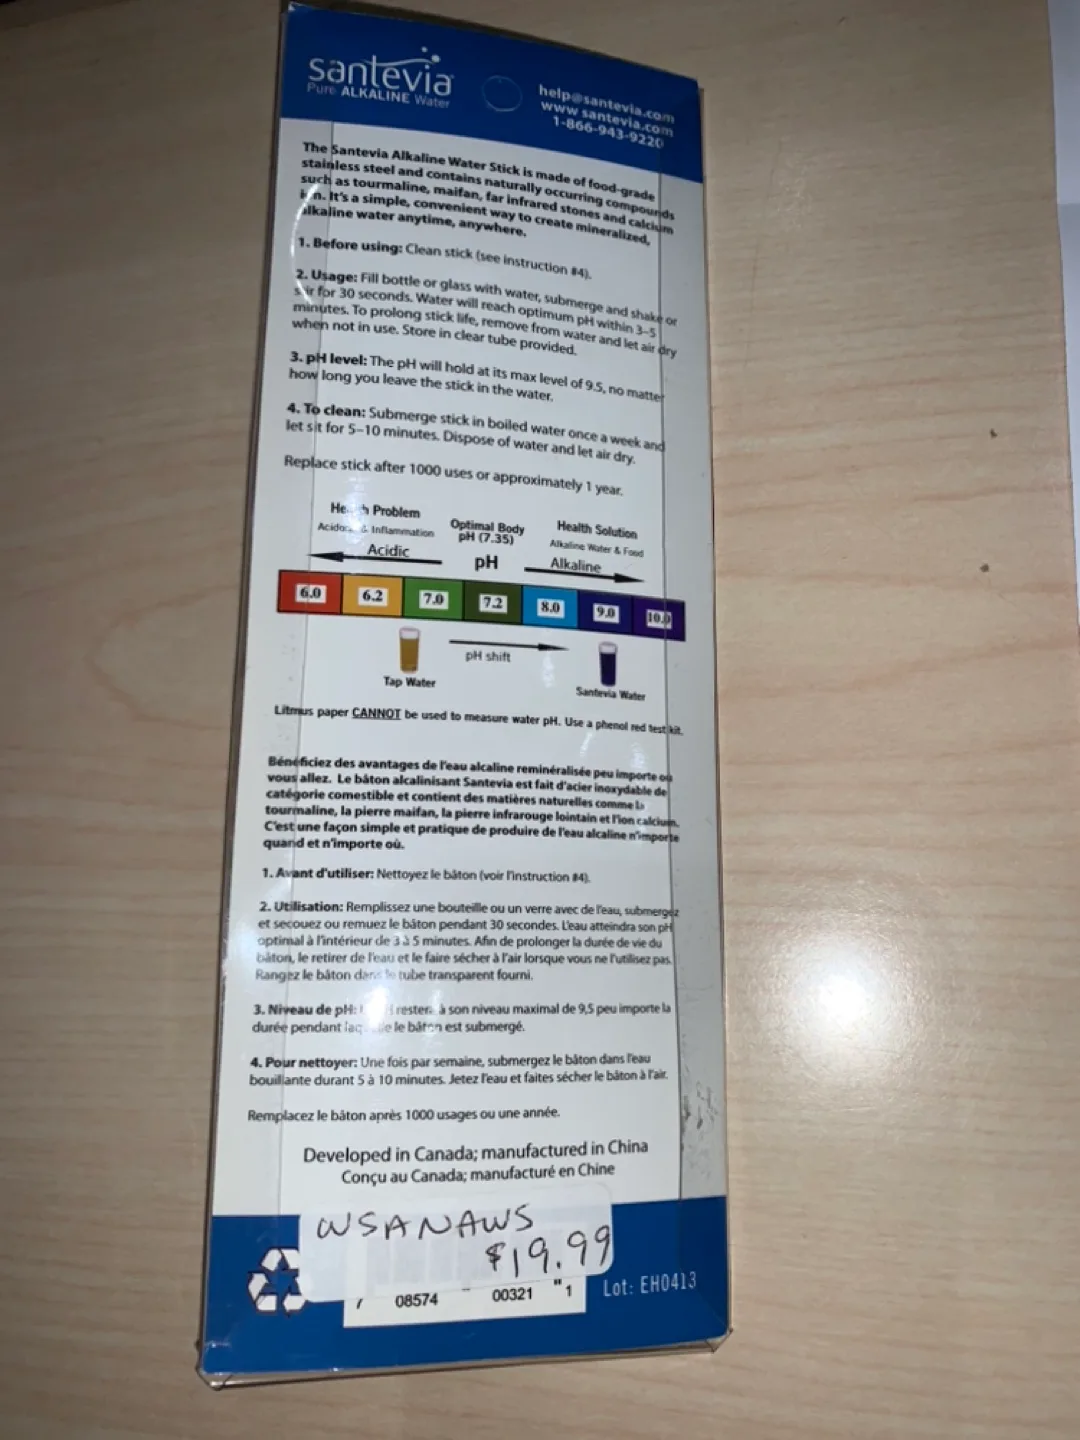 santevia
Pure ALKALINE Water
help@santevia.com
www.santevia.com
1-866-943-9220
The Santevia Alkaline Water Stick is made of food-grade
stainless steel and contains naturally occurring compounds
such as tourmaline, maifan, far infrared stones and calcium
ion. It's a simple, convenient way to create mineralized,
alkaline water anytime, anywhere.
1. Before using: Clean stick (see instruction #4).
2. Usage: Fill bottle or glass with water, submerge and shake or
stir for 30 seconds. Water will reach optimum pH within 3-5
minutes. To prolong stick life, remove from water and let air dry
when not in use. Store in clear tube provided.
3. pH level: The pH will hold at its max level of 9.5, no matter
how long you leave the stick in the water.
4. To clean: Submerge stick in boiled water once a week and
let sit for 5-10 minutes. Dispose of water and let air dry.
Replace stick after 1000 uses or approximately 1 year.
Health Problem
Acidosis & Inflammation
Acidic
Optimal Body
pH (7.35)
pH
Health Solution
Alkaline Water & Food
Alkaline
6.0 6.2 7.0 7.2 8.0 9.0 10.0
pH shift
Tap Water
Santevia Water
Litmus paper CANNOT be used to measure water pH. Use a phenol red test kit.
Bénéficiez des avantages de l'eau alcaline reminéralisée peu importe où
vous allez. Le bâton alcalinisant Santevia est fait d'acier inoxydable de
catégorie comestible et contient des matières naturelles comme la
tourmaline, la pierre maifan, la pierre infrarouge lointain et l'ion calcium.
C'est une façon simple et pratique de produire de l'eau alcaline n'importe
quand et n'importe où.
1. Avant d'utiliser: Nettoyez le bâton (voir l'instruction #4).
2. Utilisation: Remplissez une bouteille ou un verre avec de l'eau, submergez
et secouez ou remuez le bâton pendant 30 secondes. L'eau atteindra son pH
optimal à l'intérieur de 3 à 5 minutes. Afin de prolonger la durée de vie du
bâton, le retirer de l'eau et le faire sécher à l'air lorsque vous ne l'utilisez pas.
Rangez le bâton dans le tube transparent fourni.
3. Niveau de pH: restera à son niveau maximal de 9,5 peu importe la
durée pendant laquelle le bâton est submergé.
4. Pour nettoyer: Une fois par semaine, submergez le bâton dans l'eau
bouillante durant 5 à 10 minutes. Jetez l'eau et faites sécher le bâton à l'air.
Remplacez le bâton après 1000 usages ou une année.
Developed in Canada; manufactured in China
Conçu au Canada; manufacturé en Chine
WSANAWS
$19.99
7 08574 00321 1
Lot: EH0413